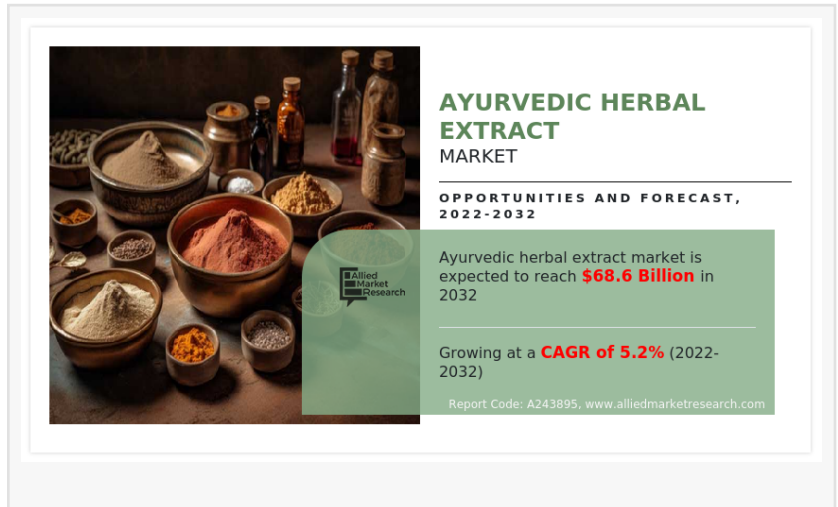 AYURVEDIC HERBAL
EXTRACT
MARKET
OPPORTUNITIES AND FORECAST,
2022-2032
Ayurvedic herbal extract market is
expected to reach $68.6 Billion in
2032
Allied
Market
Research
Growing at a CAGR of 5.2% (2022-
2032)
Report Code: A243895, www.alliedmarketresearch.com